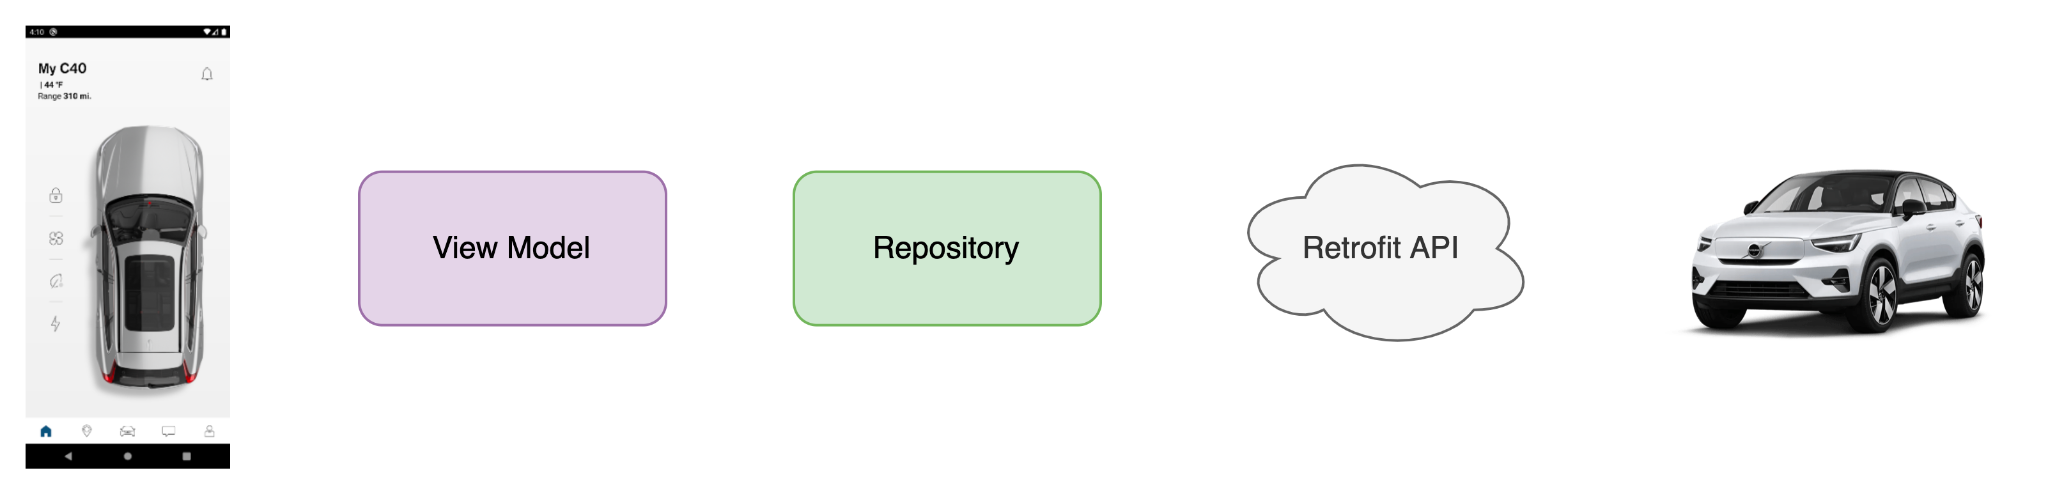 4:10
My C40
| 44 °F
Range 310 mi.
View Model
Repository
Retrofit API